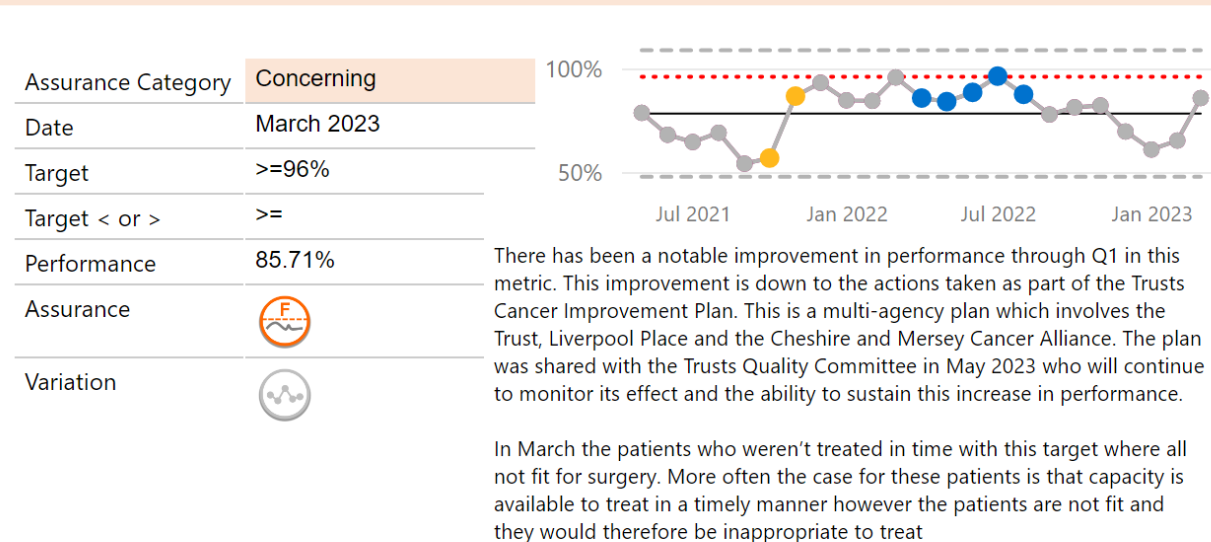 Assurance Category Concerning
Date March 2023
Target >=96%
Target < or > >=
Performance 85.71%
Assurance F
Variation
100%
50%
Jul 2021 Jan 2022 Jul 2022 Jan 2023
There has been a notable improvement in performance through Q1 in this
metric. This improvement is down to the actions taken as part of the Trusts
Cancer Improvement Plan. This is a multi-agency plan which involves the
Trust, Liverpool Place and the Cheshire and Mersey Cancer Alliance. The plan
was shared with the Trusts Quality Committee in May 2023 who will continue
to monitor its effect and the ability to sustain this increase in performance.
In March the patients who weren't treated in time with this target where all
not fit for surgery. More often the case for these patients is that capacity is
available to treat in a timely manner however the patients are not fit and
they would therefore be inappropriate to treat